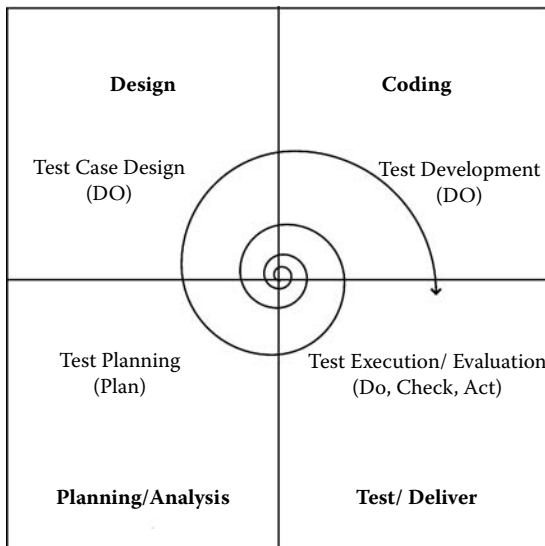 Design
Coding
Test Case Design
(DO)
Test Development
(DO)
Test Planning
(Plan)
Test Execution/ Evaluation
(Do, Check, Act)
Planning/Analysis
Test/ Deliver